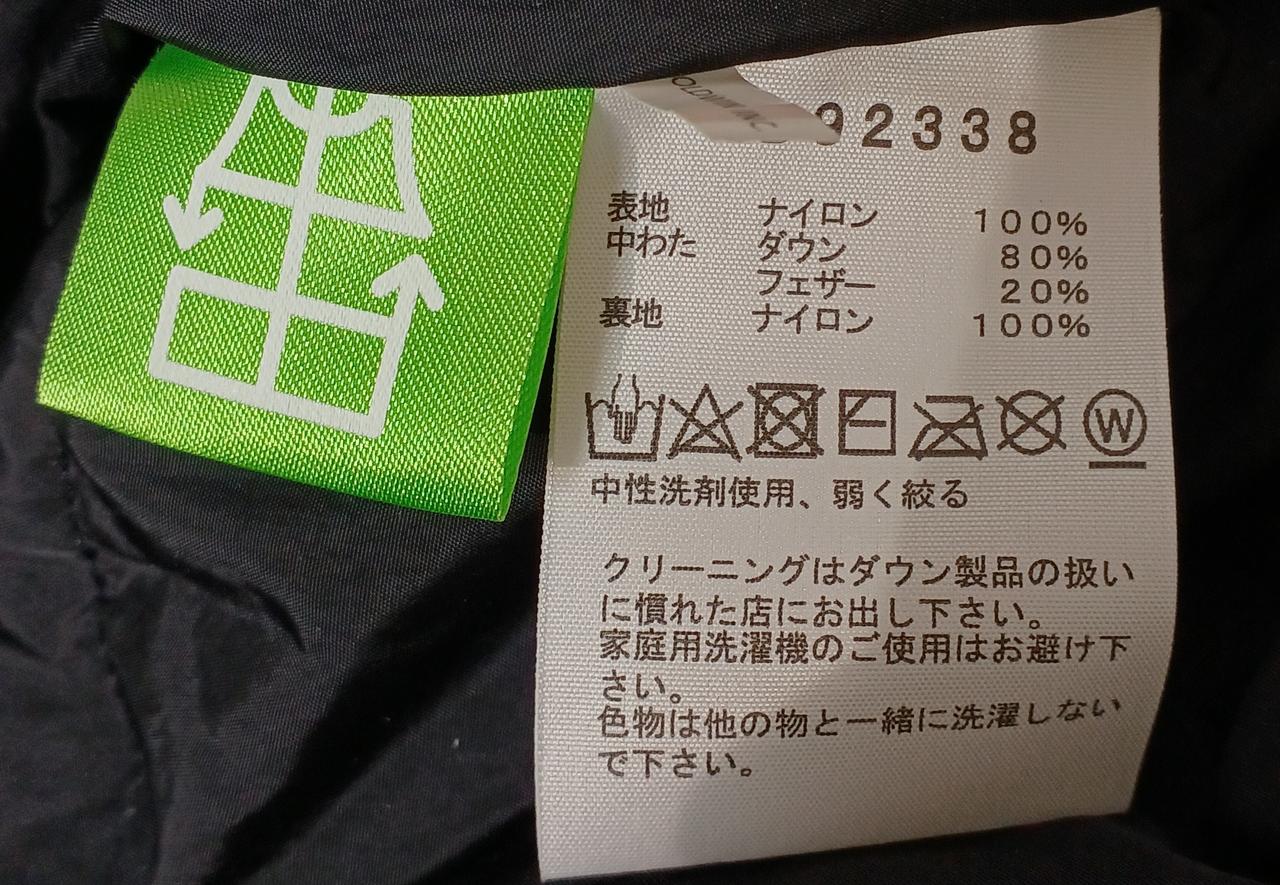 OLDWIN INC
92338
表地 ナイロン 100%
中わた ダウン 80%
フェザー 20%
裏地 ナイロン 100%
W
中性洗剤使用、弱く絞る
クリーニングはダウン製品の扱い
に慣れた店にお出し下さい。
家庭用洗濯機のご使用はお避け下
さい。
色物は他の物と一緒に洗濯しない
で下さい。